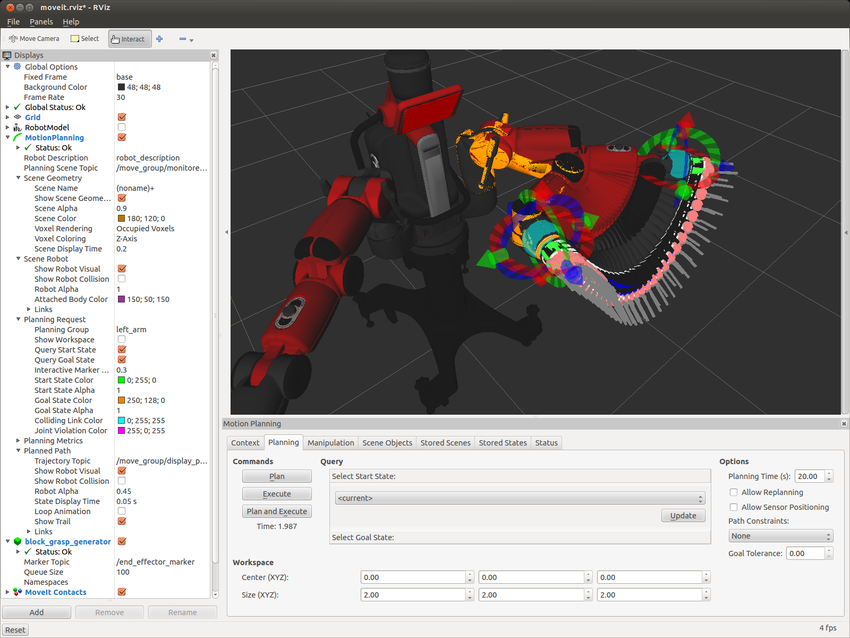 moveit.rviz* - RViz
File Panels Help
Move Camera Select Interact
Displays
Global Options
Fixed Frame base
Background Color 48; 48; 48
Frame Rate 30
Global Status: Ok
Grid
RobotModel
MotionPlanning
Status: Ok
Robot Description robot_description
Planning Scene Topic /move_group/monitore...
Scene Geometry
Scene Name (noname)+
Show Scene Geome...
Scene Alpha 0.9
Scene Color 180; 120; 0
Voxel Rendering Occupied Voxels
Voxel Coloring Z-Axis
Scene Display Time 0.2
Scene Robot
Show Robot Visual
Show Robot Collision
Robot Alpha 1
Attached Body Color 150; 50; 150
Links
Planning Request
Planning Group left_arm
Show Workspace
Query Start State
Query Goal State
Interactive Marker ... 0.3
Start State Color 0; 255; 0
Start State Alpha 1
Goal State Color 250; 128; 0
Goal State Alpha 1
Colliding Link Color 0; 255; 255
Joint Violation Color 255; 0; 255
Planning Metrics
Planned Path
Trajectory Topic /move_group/display_p...
Show Robot Visual
Show Robot Collision
Robot Alpha 0.45
State Display Time 0.05 s
Loop Animation
Show Trail
Links
block_grasp_generator
Status: Ok
Marker Topic /end_effector_marker
Queue Size 100
Namespaces
MoveIt Contacts
Add Remove Rename
Reset
Motion Planning
Context Planning Manipulation Scene Objects Stored Scenes Stored States Status
Commands
Plan
Execute
Plan and Execute
Time: 1.987
Query
Select Start State:
<current>
Update
Select Goal State:
Workspace
Center (XYZ): 0.00 0.00 0.00
Size (XYZ): 2.00 2.00 2.00
Options
Planning Time (s): 20.00
Allow Replanning
Allow Sensor Positioning
Path Constraints:
None
Goal Tolerance: 0.00
4 fps